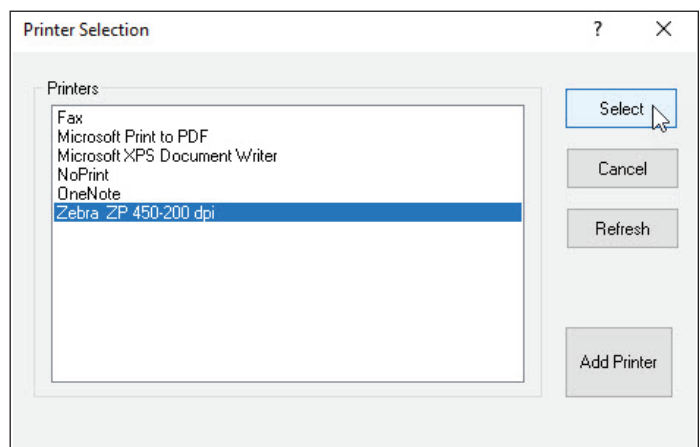 Printer Selection
?
Printers
Fax
Microsoft Print to PDF
Microsoft XPS Document Writer
NoPrint
OneNote
Zebra ZP 450-200 dpi
Select
Cancel
Refresh
Add Printer